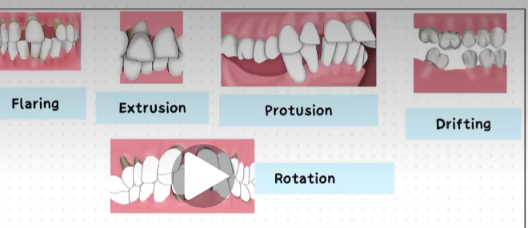 Flaring
Extrusion
Protusion
Drifting
Rotation